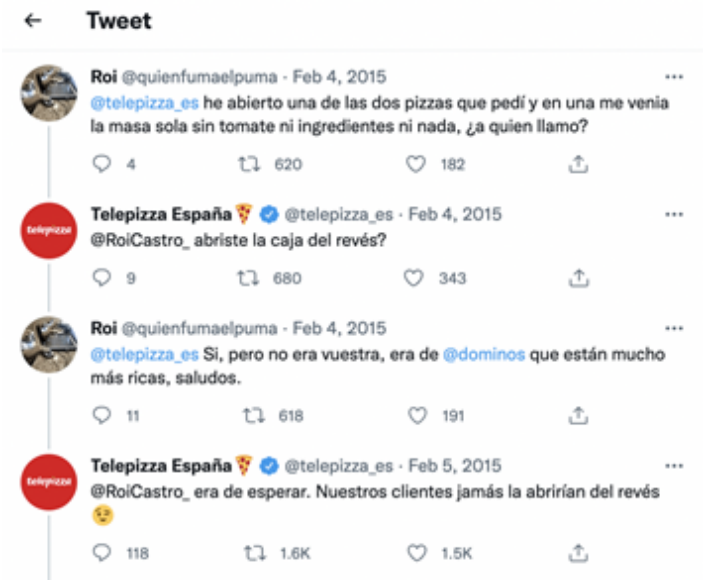 Tweet
Roi @quienfumaelpuma · Feb 4, 2015
@telepizza_es he abierto una de las dos pizzas que pedí y en una me venia
la masa sola sin tomate ni ingredientes ni nada, ¿a quien llamo?
4 620 182
telepizza
Telepizza España🍕 @telepizza_es · Feb 4, 2015
@RoiCastro_ abriste la caja del revés?
9 680 343
Roi @quienfumaelpuma · Feb 4, 2015
@telepizza_es Si, pero no era vuestra, era de @dominos que están mucho
más ricas, saludos.
11 618 191
telepizza
Telepizza España🍕 @telepizza_es · Feb 5, 2015
@RoiCastro_ era de esperar. Nuestros clientes jamás la abrirían del revés
😉
118 1.6K 1.5K